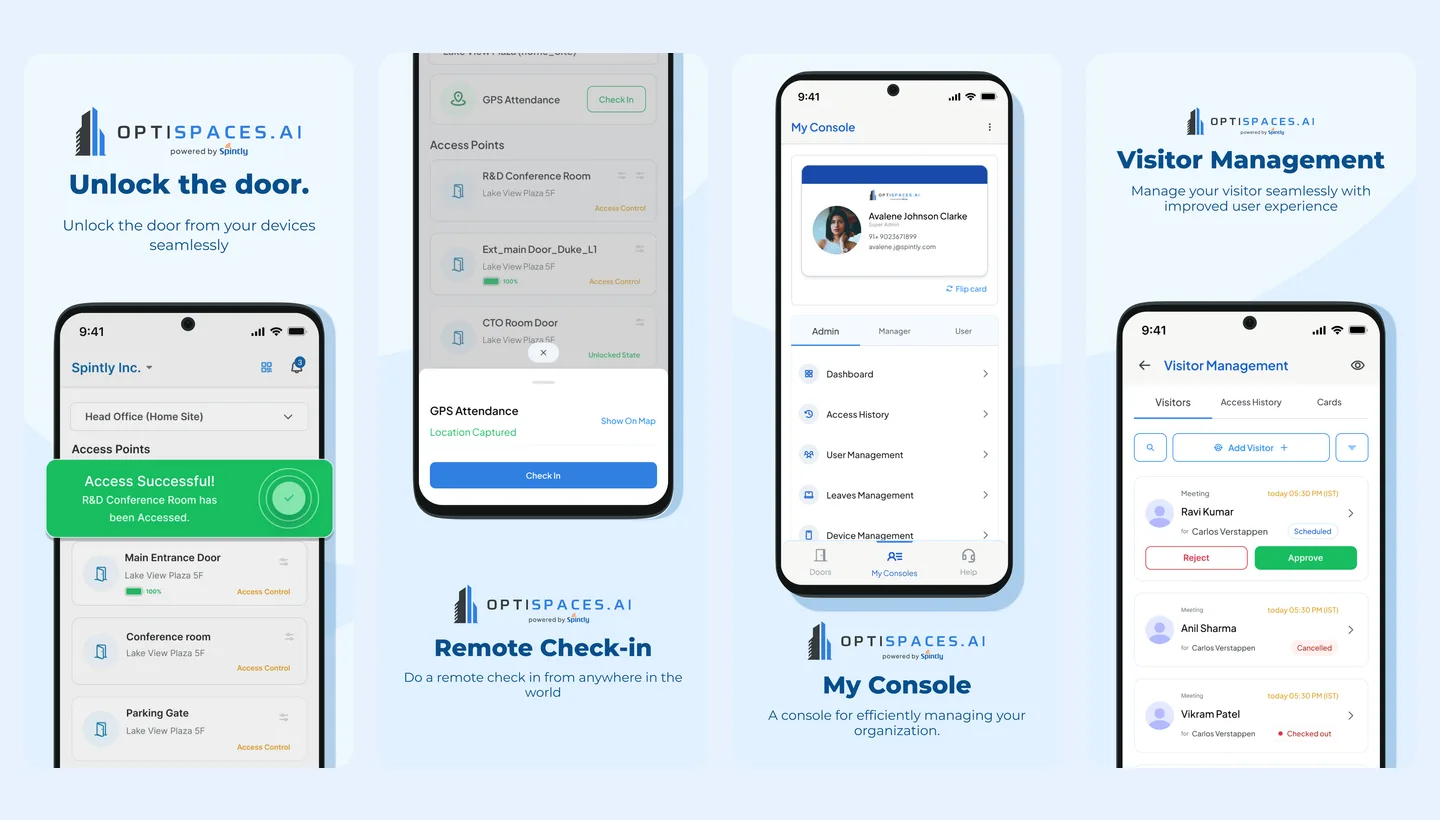 OPTISPACES.AI
powered by Spintly
Unlock the door.
Unlock the door from your devices
seamlessly
9:41
Spintly Inc.
3
Head Office (Home Site)
Access Points
Access Successful!
R&D Conference Room has
been Accessed.
Main Entrance Door
Lake View Plaza 5F
100%
Access Control
Conference room
Lake View Plaza 5F
Access Control
Parking Gate
Lake View Plaza 5F
Access Control
Lake View Plaza (home_Site)
GPS Attendance
Check In
Access Points
R&D Conference Room
Lake View Plaza 5F
Access Control
Ext_main Door_Duke_L1
Lake View Plaza 5F
100%
Access Control
CTO Room Door
Lake View Plaza 5F
Unlocked State
GPS Attendance
Location Captured
Show On Map
Check In
OPTISPACES.AI
powered by Spintly
Remote Check-in
Do a remote check in from anywhere in the
world
9:41
My Console
OPTISPACES.AI
Avalene Johnson Clarke
Super Admin
91+ 9023671899
avalene.j@spintly.com
Flip card
Admin
Manager
User
Dashboard
Access History
User Management
Leaves Management
Device Management
Doors
My Consoles
Help
OPTISPACES.AI
powered by Spintly
My Console
A console for efficiently managing your
organization.
OPTISPACES.AI
powered by Spintly
Visitor Management
Manage your visitor seamlessly with
improved user experience
9:41
Visitor Management
Visitors
Access History
Cards
Add Visitor +
Meeting
today 05:30 PM (IST)
Ravi Kumar
for Carlos Verstappen
Scheduled
Reject
Approve
Meeting
today 05:30 PM (IST)
Anil Sharma
for Carlos Verstappen
Cancelled
Meeting
today 05:30 PM (IST)
Vikram Patel
for Carlos Verstappen
Checked out